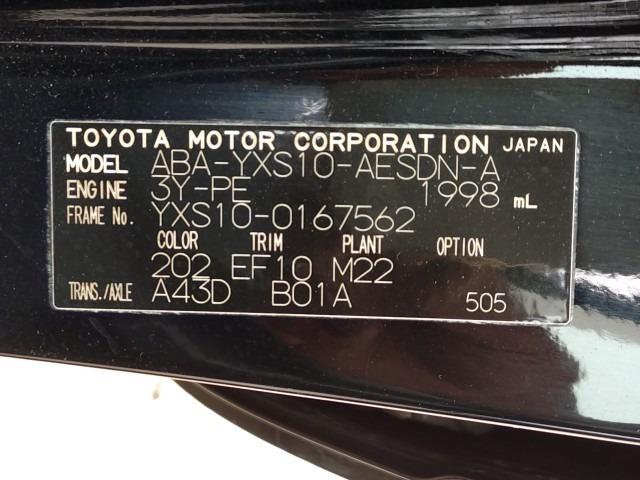 TOYOTA MOTOR CORPORATION JAPAN
MODEL ABA-YXS10-AESDN-A
ENGINE 3Y-PE 1998 mL
FRAME No. YXS10-0167562
COLOR TRIM PLANT OPTION
202 EF10 M22
TRANS./AXLE A43D B01A 505